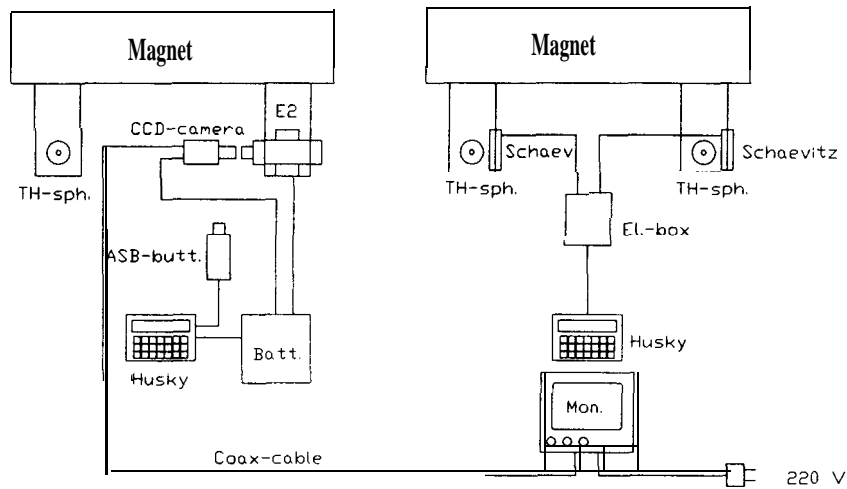 Magnet
Magnet
E2
CCD-camera
Schaev
Schaevitz
TH-sph.
TH-sph.
TH-sph.
El.-box
ASB-butt.
Batt.
Husky
Husky
Mon.
Coax-cable
220 V